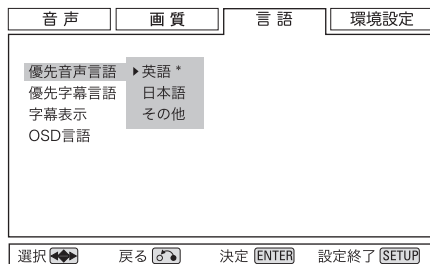 音声 画質 言語 環境設定
優先音声言語 ▶英語 *
優先字幕言語 日本語
字幕表示 その他
OSD言語
選択 戻る 決定 ENTER 設定終了 SETUP